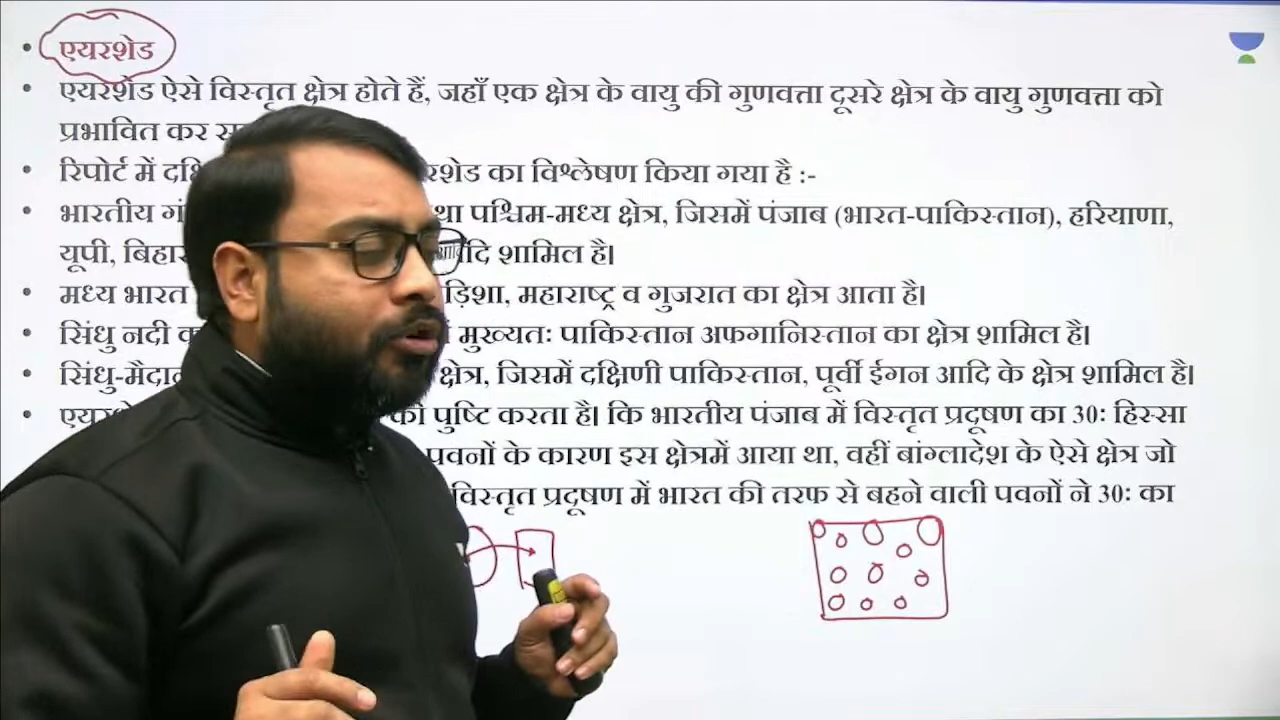 एयरशेड
एयरशेड ऐसे विस्तृत क्षेत्र होते हैं, जहाँ एक क्षेत्र के वायु की गुणवत्ता दूसरे क्षेत्र के वायु गुणवत्ता को
प्रभावित कर
रिपोर्ट में का विश्लेषण किया गया है :-
भारतीय पश्चिम-मध्य क्षेत्र, जिसमें पंजाब (भारत-पाकिस्तान), हरियाणा,
यूपी, बिहार शामिल है।
मध्य भारत महाराष्ट्र व गुजरात का क्षेत्र आता है।
सिंधु नदी मुख्यतः पाकिस्तान अफगानिस्तान का क्षेत्र शामिल है।
क्षेत्र, जिसमें दक्षिणी पाकिस्तान, पूर्वी ईगन आदि के क्षेत्र शामिल है।
की पुष्टि करता है। कि भारतीय पंजाब में विस्तृत प्रदूषण का 30: हिस्सा
पवनों के कारण इस क्षेत्रमें आया था, वहीं बांग्लादेश के ऐसे क्षेत्र जो
विस्तृत प्रदूषण में भारत की तरफ से बहने वाली पवनों ने 30: का